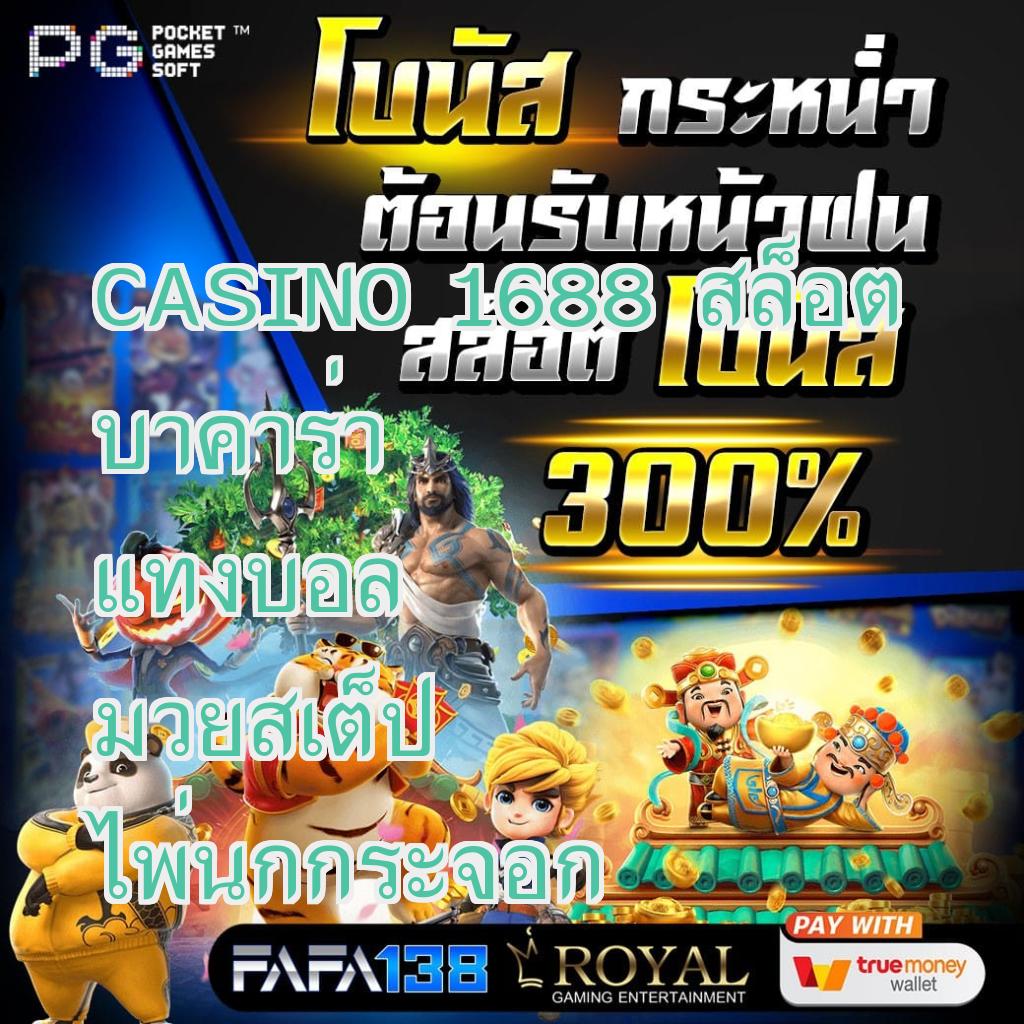 PG POCKET GAMES SOFT ™
โบนัส กระหน่ำ
ต้อนรับหน้าฝน
สล็อต โบนัส
300%
CASINO 1688 สล็อต
บาคาร่า
แทงบอล
มวยสเต็ป
ไพ่นกกระจอก
FAFA138
ROYAL
GAMING ENTERTAINMENT
PAY WITH
truemoney
wallet